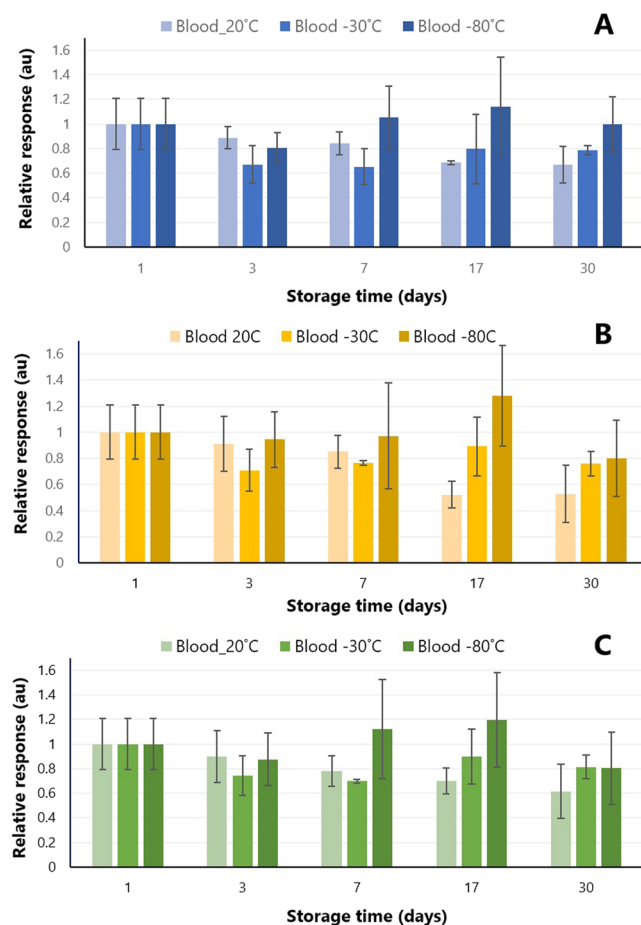 Blood_20˚C Blood -30˚C Blood -80˚C
A
Relative response (au)
1.6
1.4
1.2
1
0.8
0.6
0.4
0.2
0
1 3 7 17 30
Storage time (days)
Blood 20C Blood -30C Blood -80C
B
Relative response (au)
1.6
1.4
1.2
1
0.8
0.6
0.4
0.2
0
1 3 7 17 30
Storage time (days)
Blood_20˚C Blood -30˚C Blood -80˚C
C
Relative response (au)
1.6
1.4
1.2
1
0.8
0.6
0.4
0.2
0
1 3 7 17 30
Storage time (days)